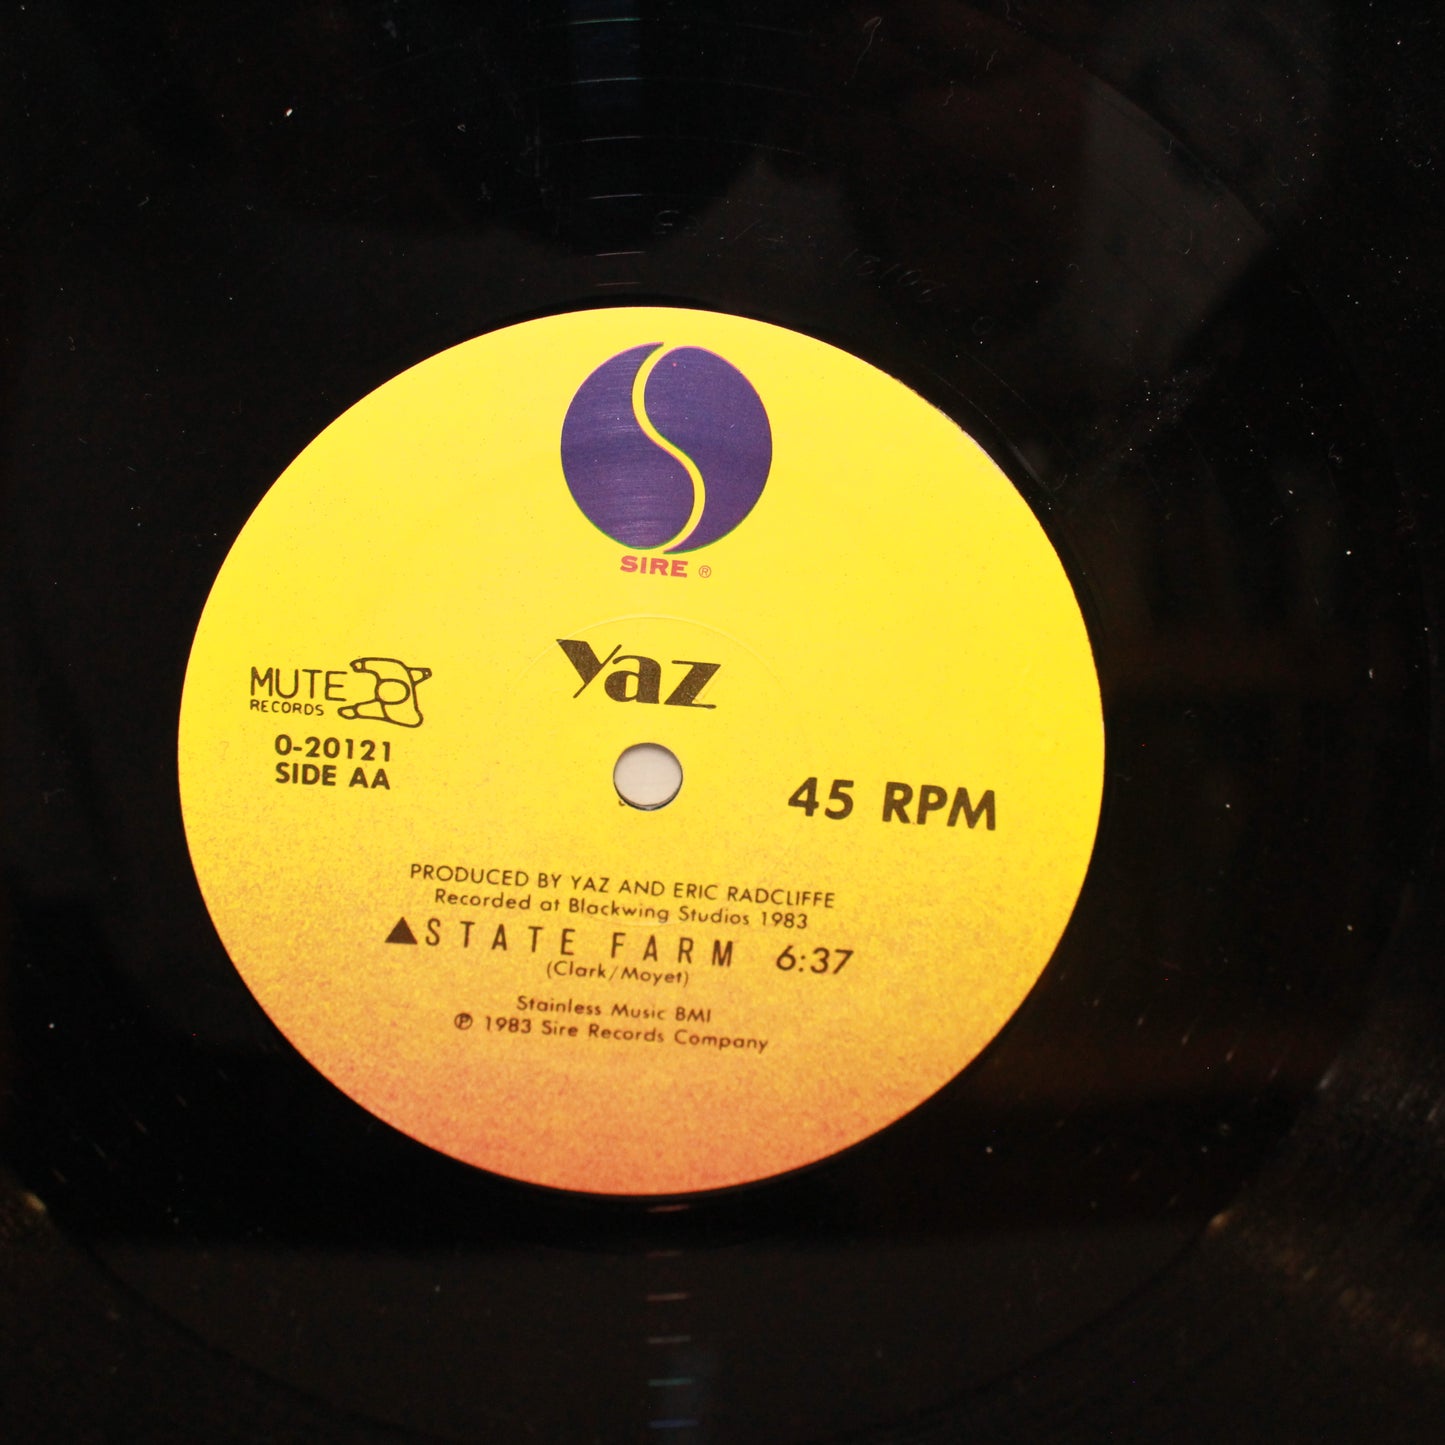 SIRE ®
yaz
MUTE
RECORDS
0-20121
SIDE AA
45 RPM
PRODUCED BY YAZ AND ERIC RADCLIFFE
Recorded at Blackwing Studios 1983
▲STATE FARM 6:37
(Clark/Moyet)
Stainless Music BMI
℗ 1983 Sire Records Company